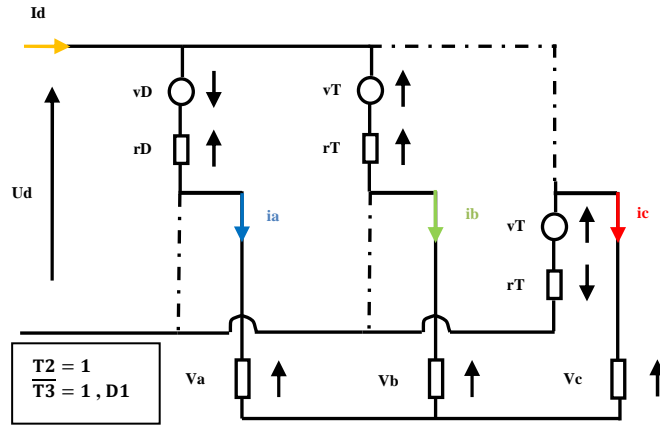 Id
vD
vT
rD
rT
Ud
ia
ib
ic
vT
rT
T2 = 1
T3̅ = 1 , D1
Va
Vb
Vc